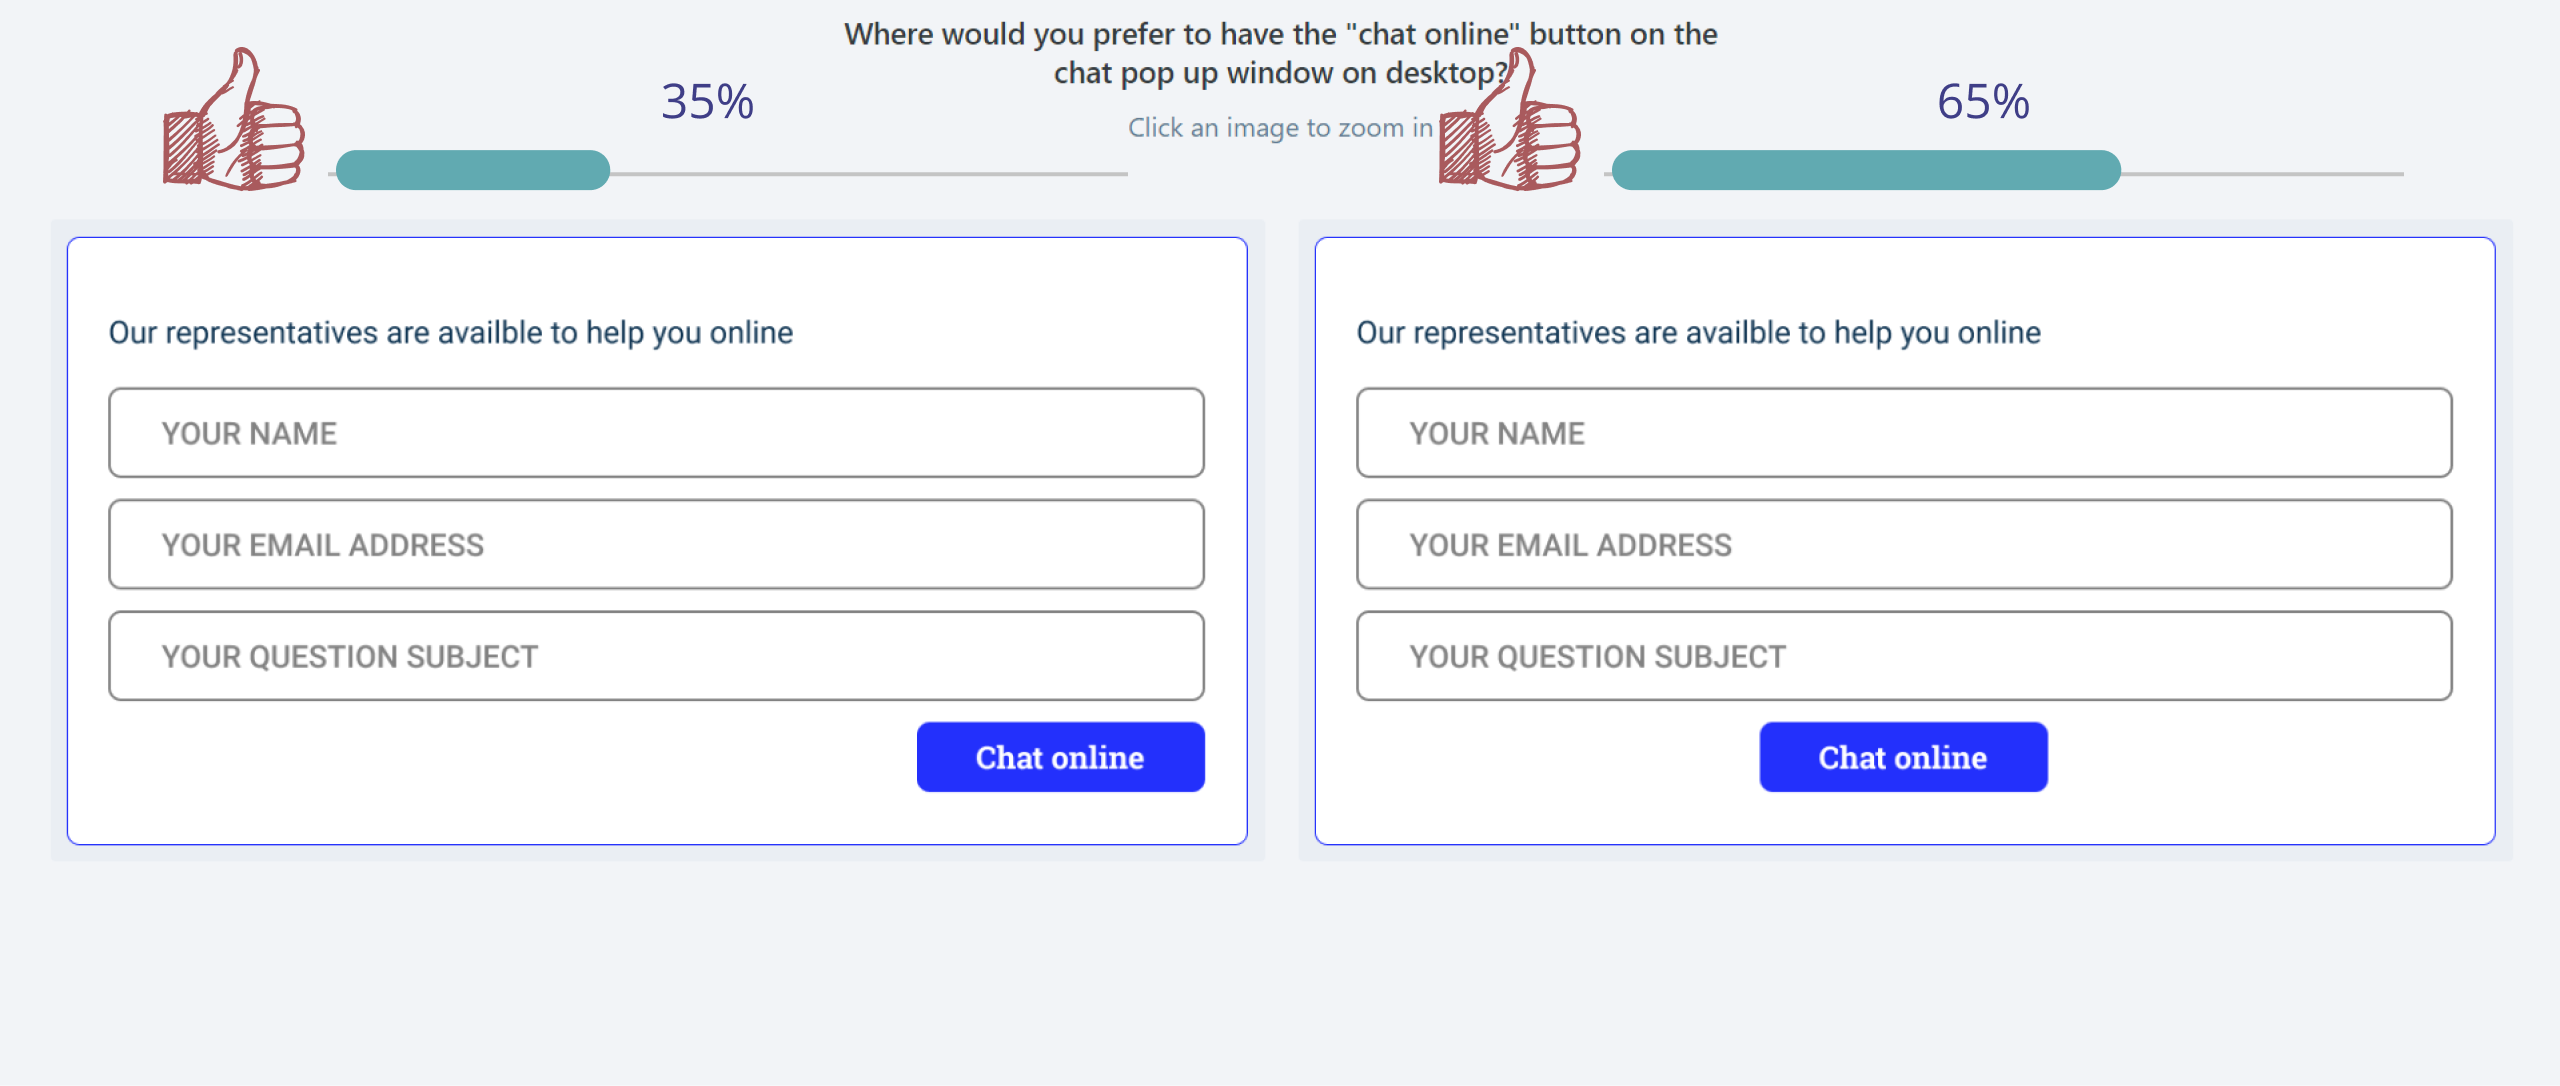 Where would you prefer to have the "chat online" button on the
chat pop up window on desktop?
Click an image to zoom in
35%
65%
Our representatives are availble to help you online
YOUR NAME
YOUR EMAIL ADDRESS
YOUR QUESTION SUBJECT
Chat online
Our representatives are availble to help you online
YOUR NAME
YOUR EMAIL ADDRESS
YOUR QUESTION SUBJECT
Chat online